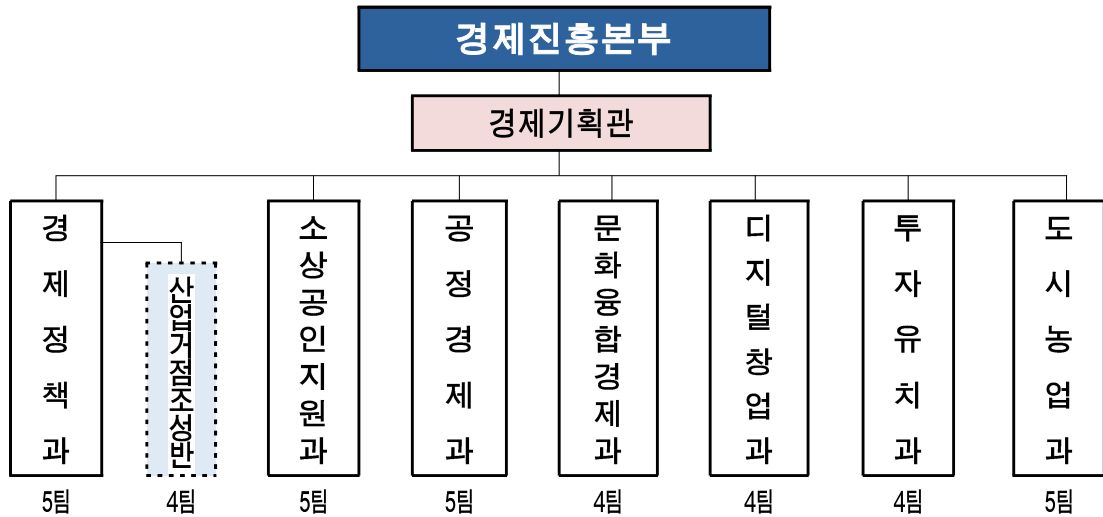 경제진흥본부
경제기획관
경제정책과
산업거점조성반
소상공인지원과
공정경제과
문화융합경제과
디지털창업과
투자유치과
도시농업과
5팀
4팀
5팀
5팀
4팀
4팀
4팀
5팀